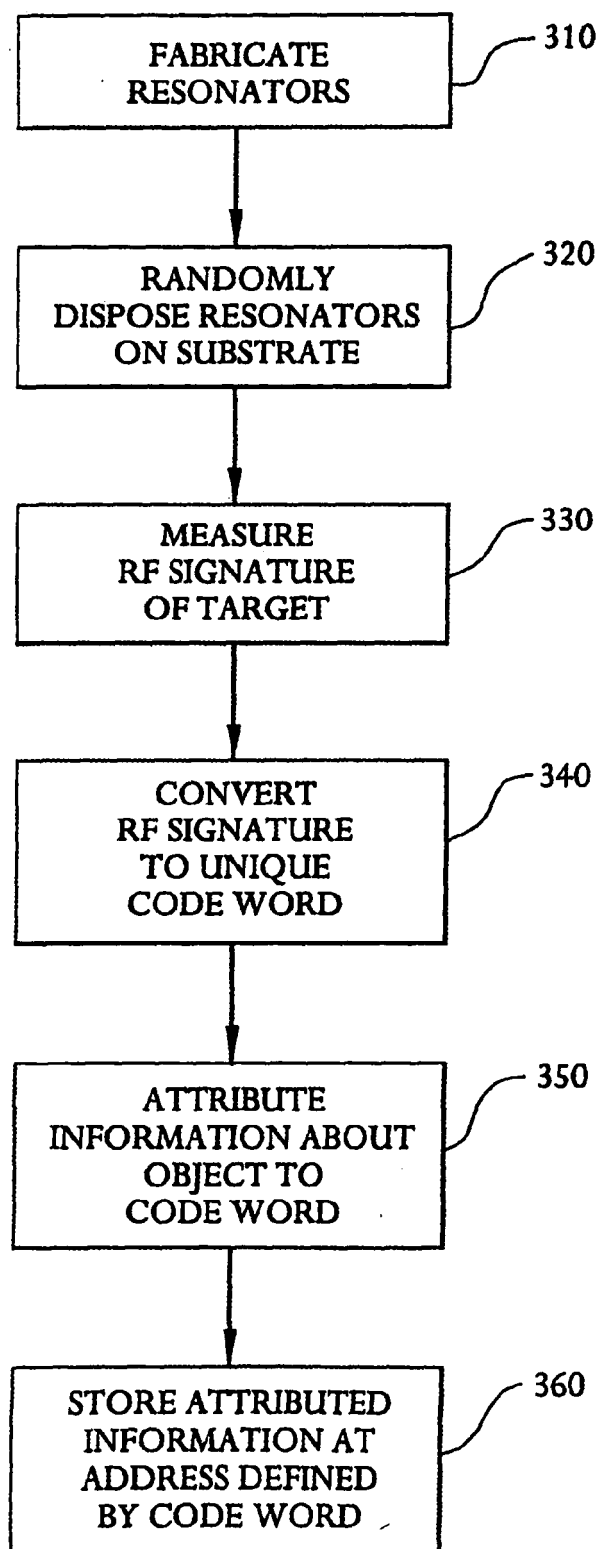 FABRICATE
RESONATORS
310
RANDOMLY
DISPOSE RESONATORS
ON SUBSTRATE
320
MEASURE
RF SIGNATURE
OF TARGET
330
CONVERT
RF SIGNATURE
TO UNIQUE
CODE WORD
340
ATTRIBUTE
INFORMATION ABOUT
OBJECT TO
CODE WORD
350
STORE ATTRIBUTED
INFORMATION AT
ADDRESS DEFINED
BY CODE WORD
360